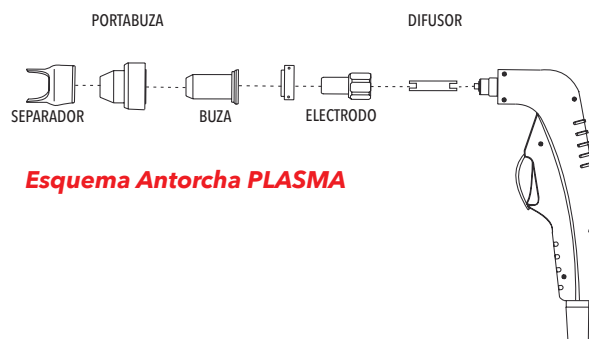 PORTABUZA
DIFUSOR
SEPARADOR
BUZA
ELECTRODO
Esquema Antorcha PLASMA